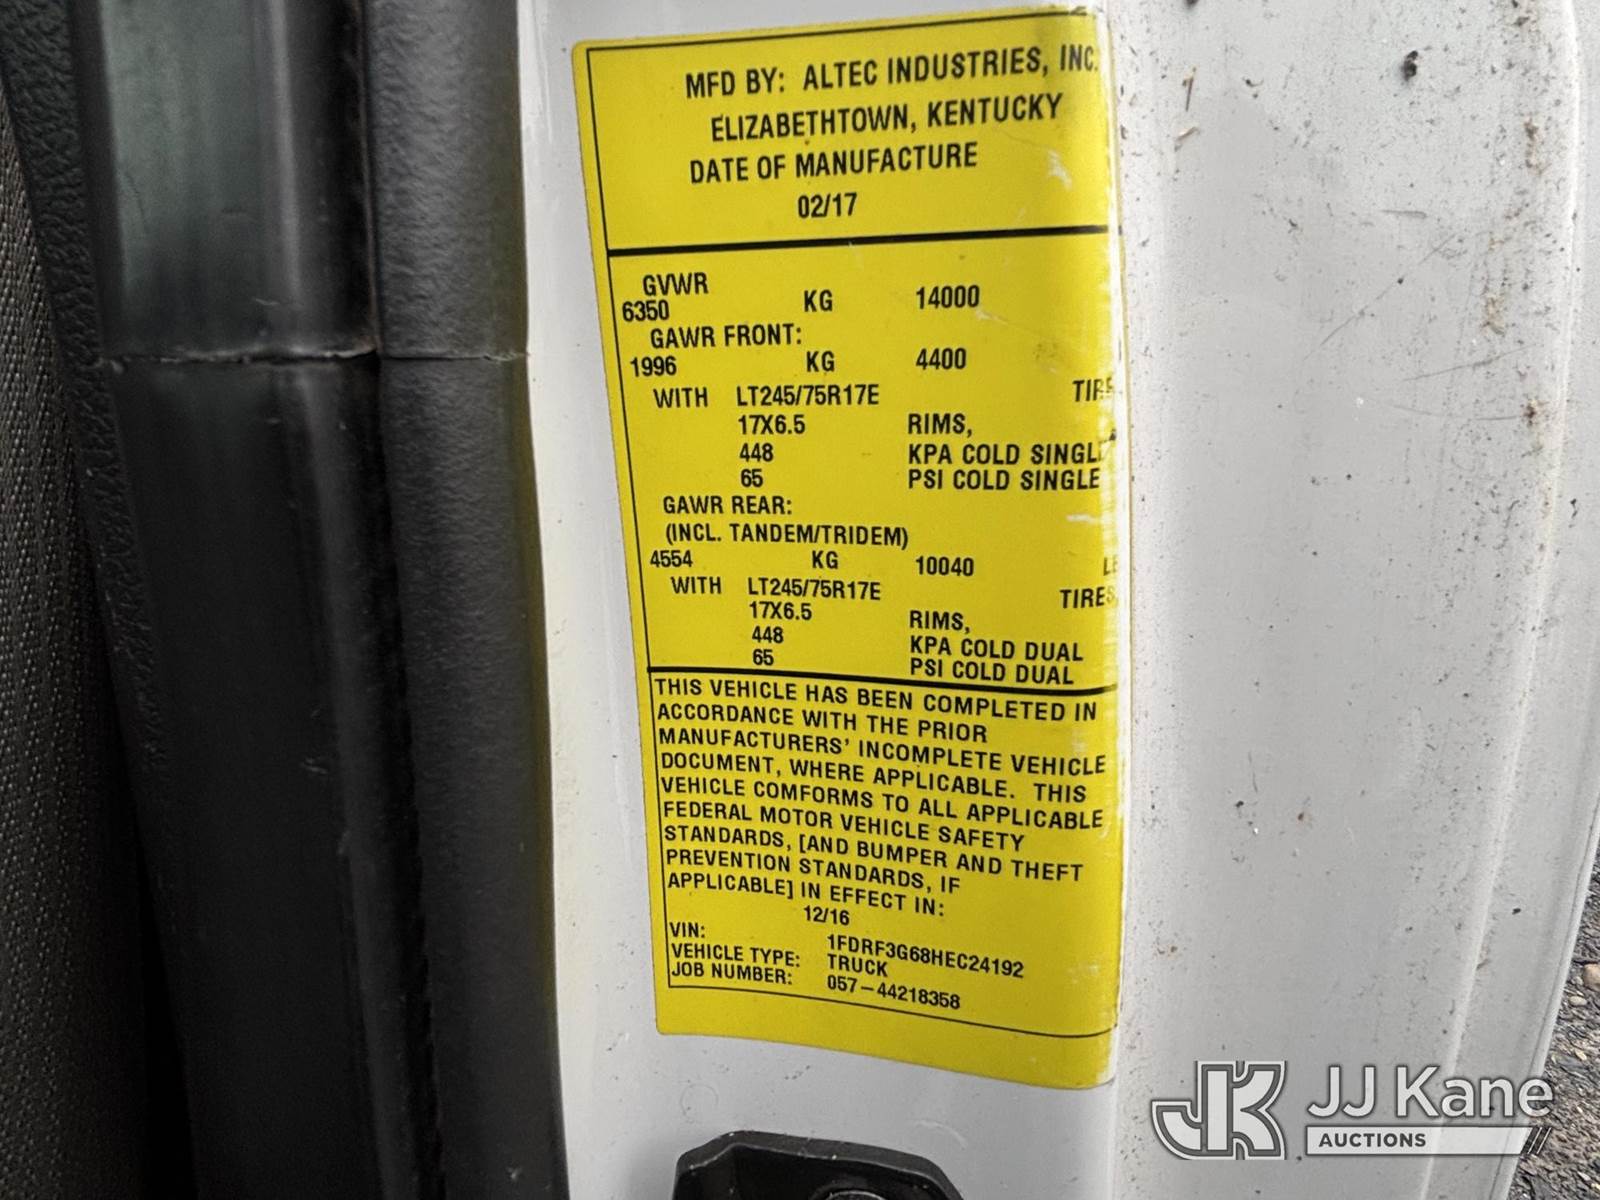 MFD BY: ALTEC INDUSTRIES, INC.
ELIZABETHTOWN, KENTUCKY
DATE OF MANUFACTURE
02/17
GVWR
6350 KG 14000
GAWR FRONT:
1996 KG 4400
WITH LT245/75R17E TIRES
17X6.5 RIMS,
448 KPA COLD SINGLE
65 PSI COLD SINGLE
GAWR REAR:
(INCL. TANDEM/TRIDEM)
4554 KG 10040
WITH LT245/75R17E TIRES,
17X6.5 RIMS,
448 KPA COLD DUAL
65 PSI COLD DUAL
THIS VEHICLE HAS BEEN COMPLETED IN
ACCORDANCE WITH THE PRIOR
MANUFACTURERS' INCOMPLETE VEHICLE
DOCUMENT, WHERE APPLICABLE. THIS
VEHICLE COMFORMS TO ALL APPLICABLE
FEDERAL MOTOR VEHICLE SAFETY
STANDARDS, [AND BUMPER AND THEFT
PREVENTION STANDARDS, IF
APPLICABLE] IN EFFECT IN:
12/16
VIN: 1FDRF3G68HEC24192
VEHICLE TYPE: TRUCK
JOB NUMBER: 057-44218358
JK JJ Kane
AUCTIONS